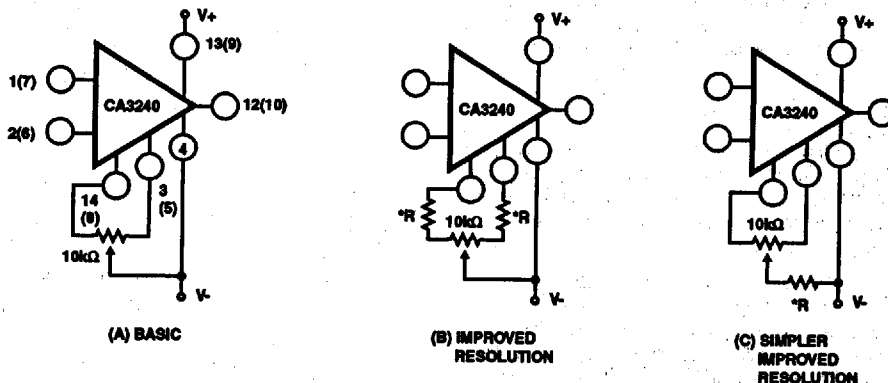 V+
13(9)
1(7)
CA3240
12(10)
2(6)
4
3
(5)
14
(8)
10kΩ
V-
(A) BASIC
V+
CA3240
*R
10kΩ
*R
V-
(B) IMPROVED
RESOLUTION
V+
CA3240
10kΩ
*R
V-
(C) SIMPLER
IMPROVED
RESOLUTION